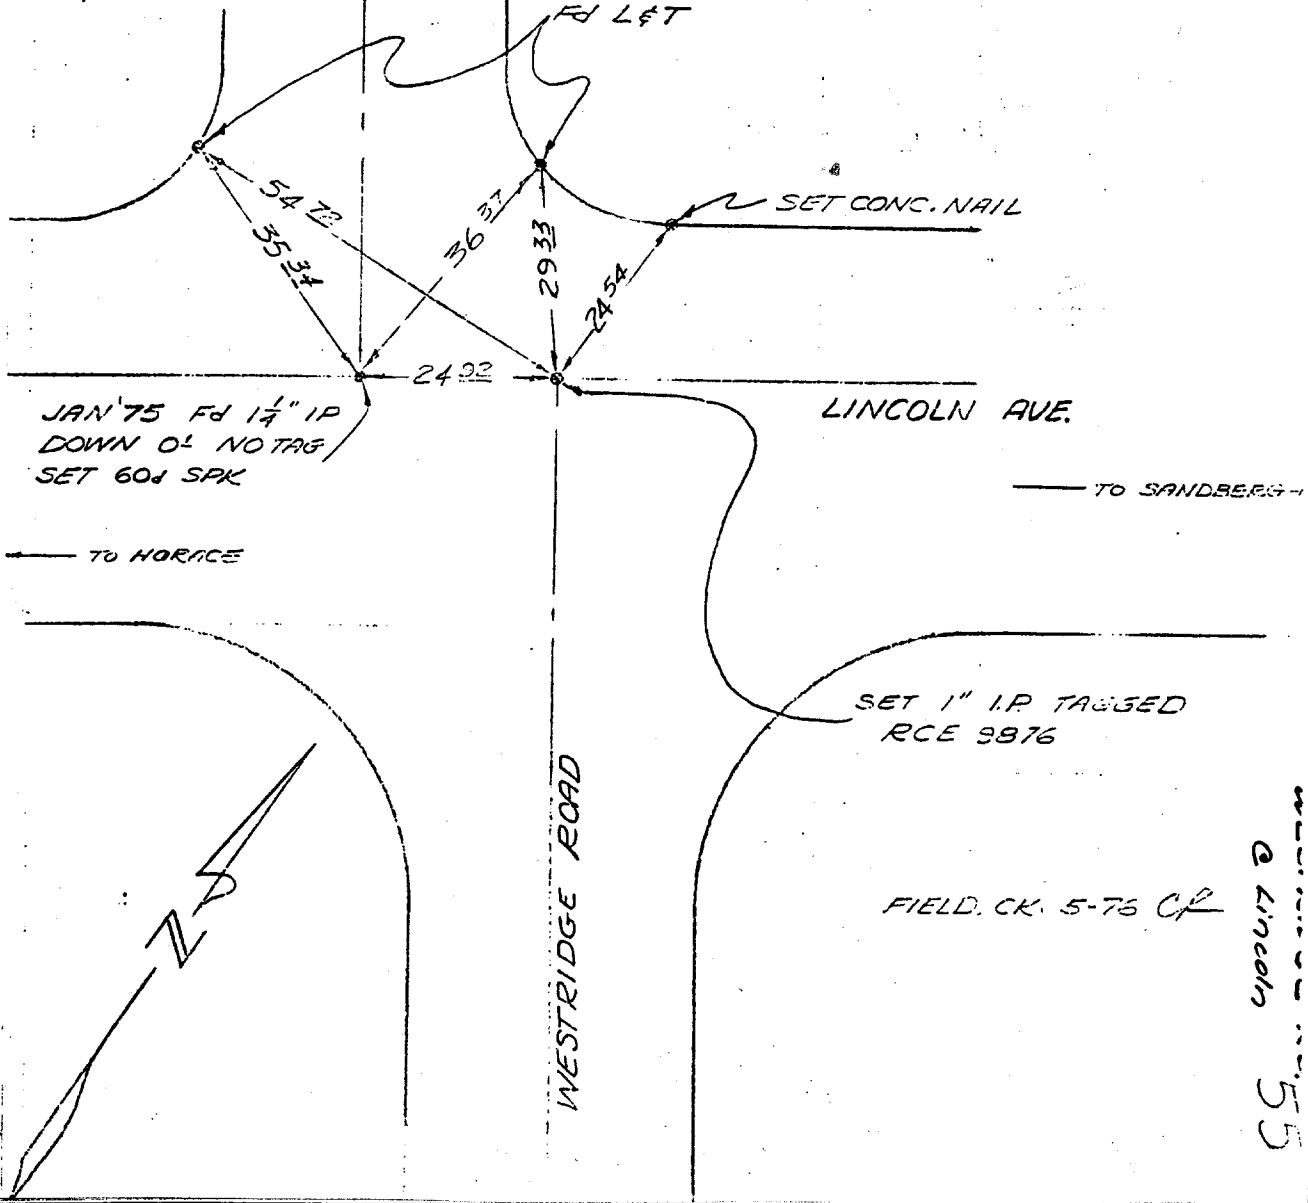 Fd L&T
SET CONC. NAIL
54 72
35 34
36 37
29 33
24 54
24 92
JAN '75 Fd 1¼" IP
DOWN 0± NO TAG
SET 60d SPK
LINCOLN AVE.
TO SANDBERG
TO HORACE
SET 1" I.P. TAGGED
RCE 9876
WESTRIDGE ROAD
N
FIELD. CK. 5-76
@ Lincoln
55